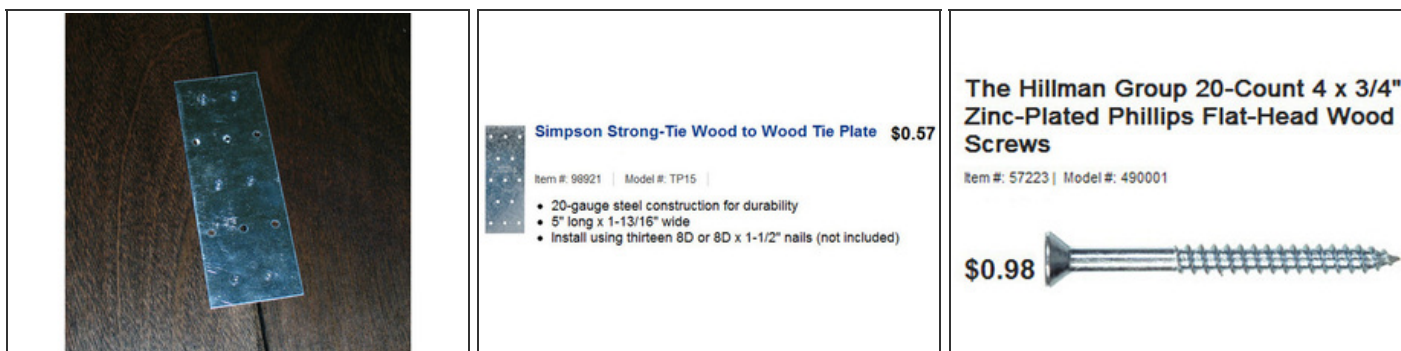 Simpson Strong-Tie Wood to Wood Tie Plate $0.57
Item #: 98921 | Model #: TP15 |
• 20-gauge steel construction for durability
• 5" long x 1-13/16" wide
• Install using thirteen 8D or 8D x 1-1/2" nails (not included)
The Hillman Group 20-Count 4 x 3/4"
Zinc-Plated Phillips Flat-Head Wood
Screws
Item #: 57223 | Model #: 490001
$0.98